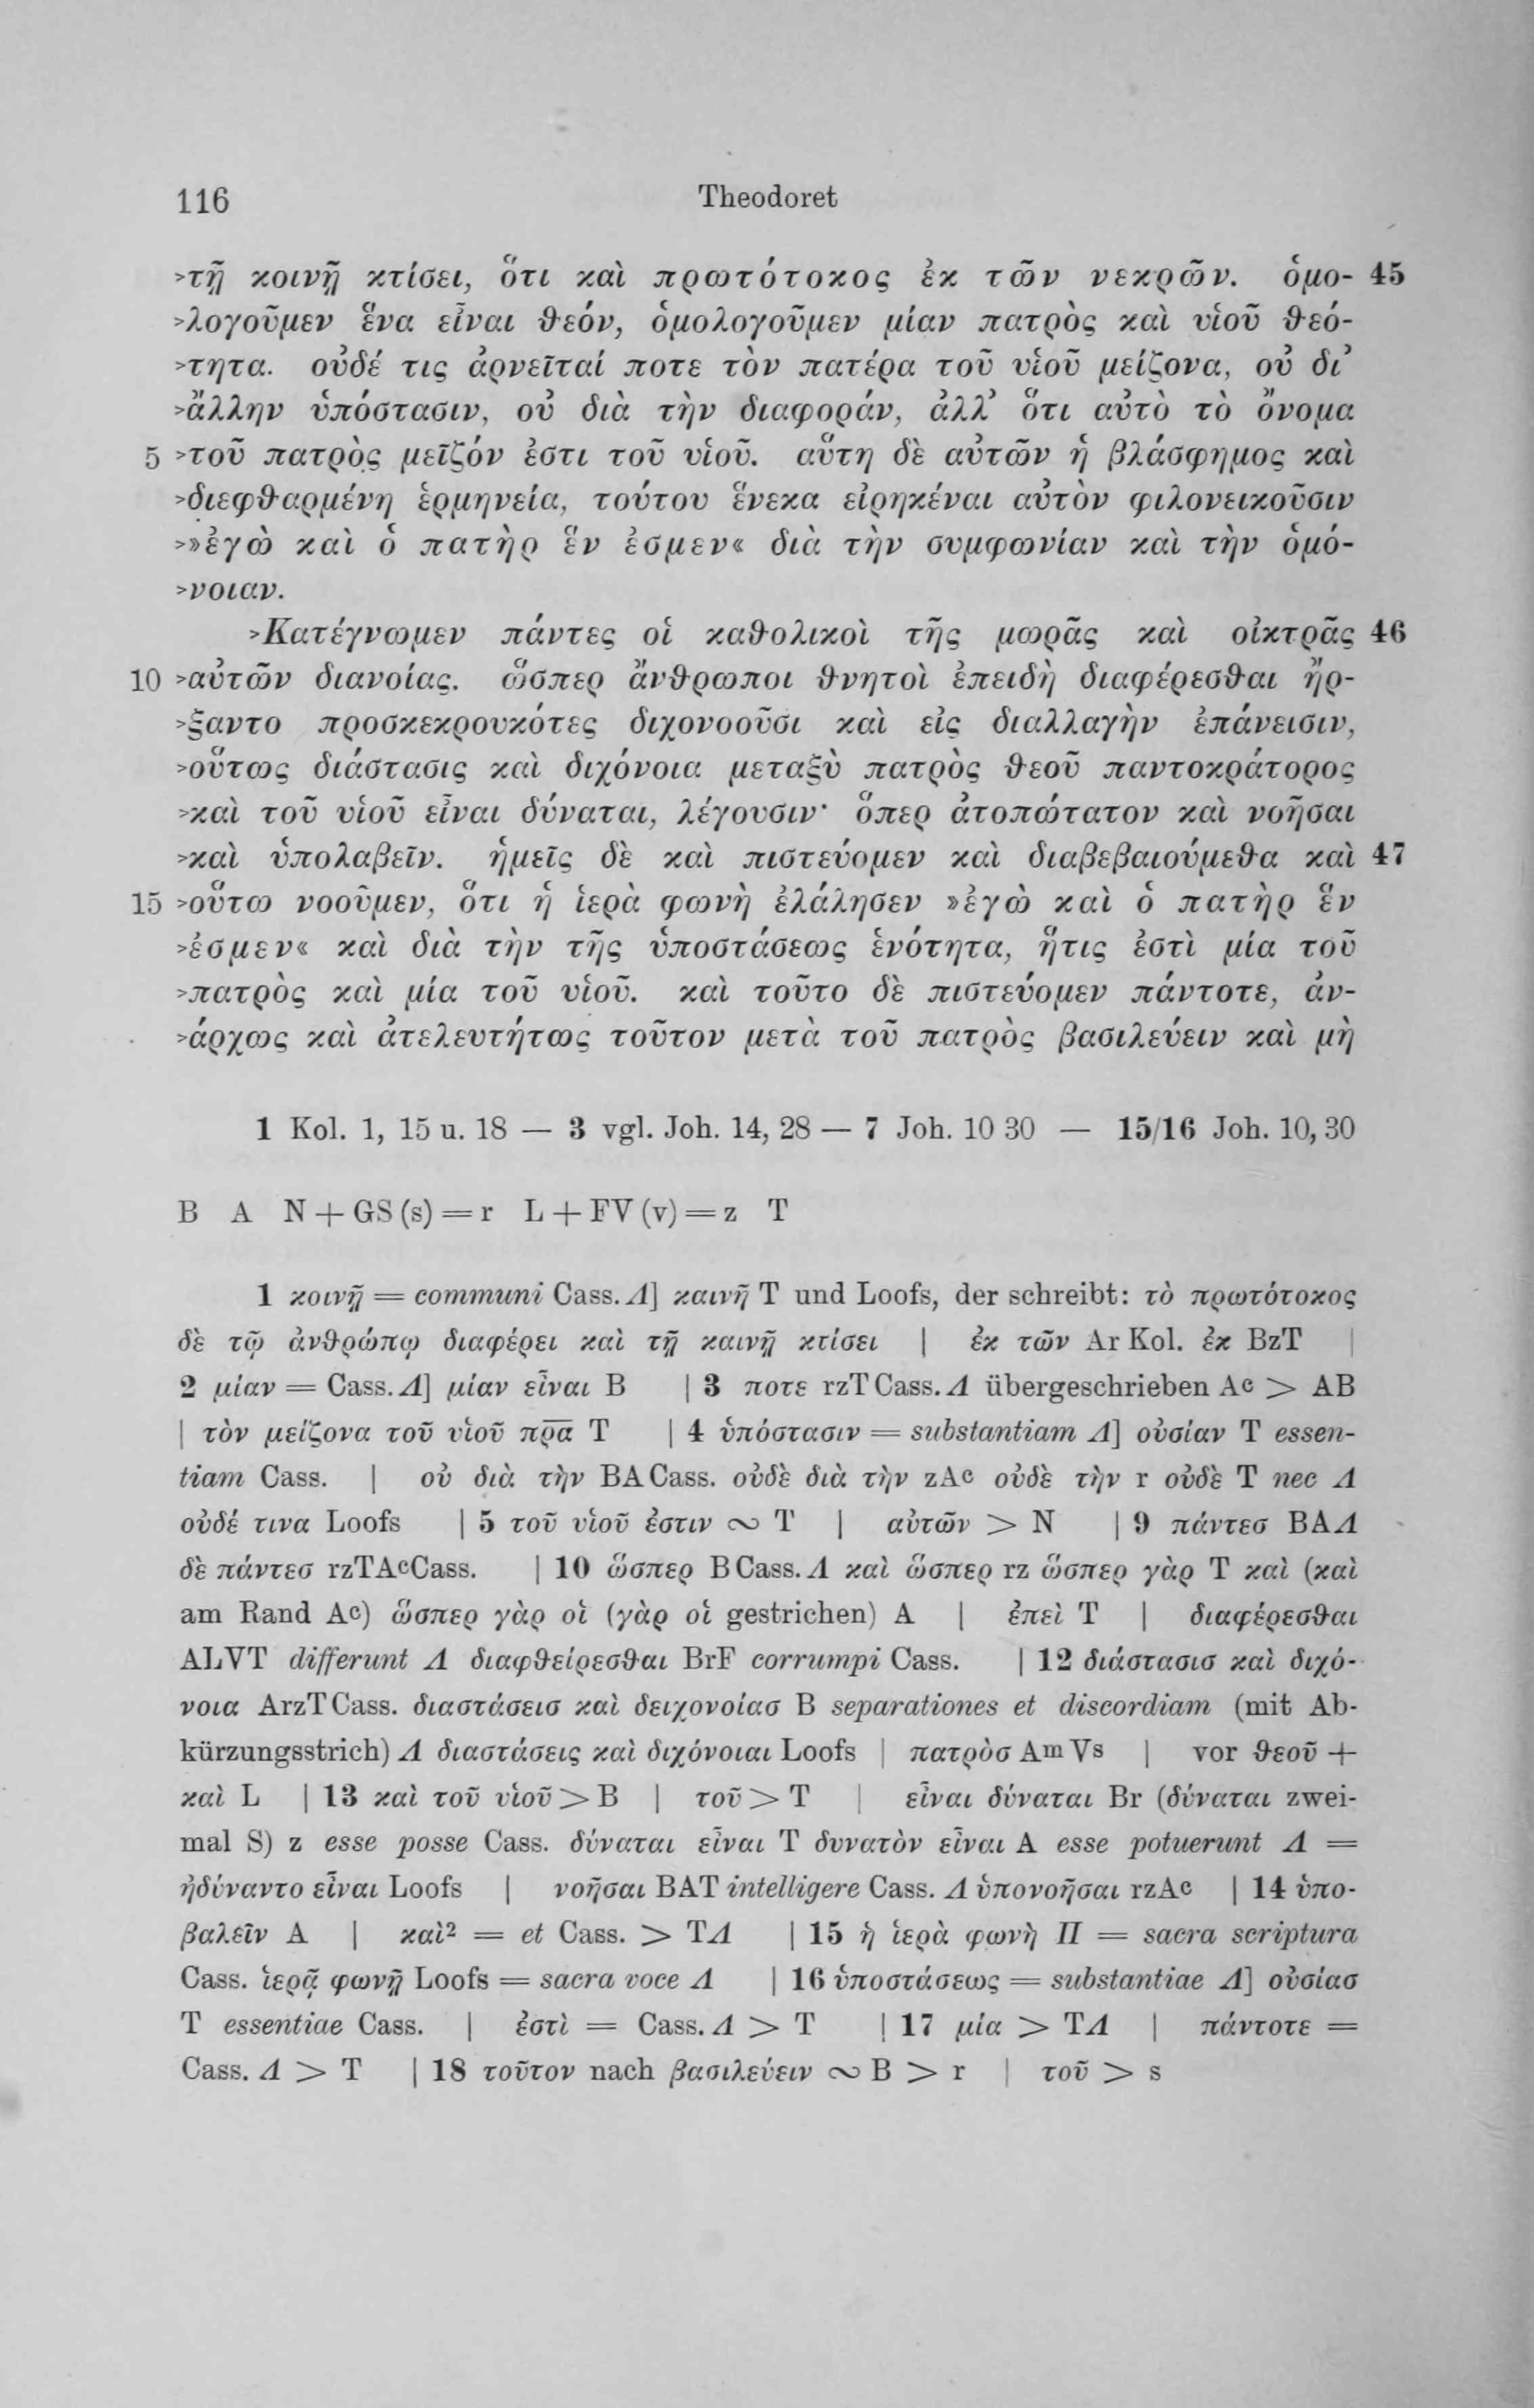 116 Theodoret
>τῇ κοινῇ κτίσει, ὅτι καὶ πρωτότοκος ἐκ τῶν νεκρῶν. ὁμο- 45
>λογοῦμεν ἕνα εἶναι θεόν, ὁμολογοῦμεν μίαν πατρὸς καὶ υἱοῦ θεό-
>τητα. οὐδέ τις ἀρνεῖταί ποτε τὸν πατέρα τοῦ υἱοῦ μείζονα, οὐ δι’
>ἄλλην ὑπόστασιν, οὐ διὰ τὴν διαφοράν, ἀλλ’ ὅτι αὐτὸ τὸ ὄνομα
5 >τοῦ πατρὸς μεῖζόν ἐστι τοῦ υἱοῦ. αὕτη δὲ αὐτῶν ἡ βλάσφημος καὶ
>διεφθαρμένη ἑρμηνεία, τούτου ἕνεκα εἰρηκέναι αὐτὸν φιλονεικοῦσιν
>»ἐγὼ καὶ ὁ πατὴρ ἕν ἐσμεν« διὰ τὴν συμφωνίαν καὶ τὴν ὁμό-
>νοιαν.
>Κατέγνωμεν πάντες οἱ καθολικοὶ τῆς μωρᾶς καὶ οἰκτρᾶς 46
10 >αὐτῶν διανοίας. ὥσπερ ἄνθρωποι θνητοὶ ἐπειδὴ διαφέρεσθαι ἤρ-
>ξαντο προσκεκρουκότες διχονοοῦσι καὶ εἰς διαλλαγὴν ἐπάνεισιν,
>οὕτως διάστασις καὶ διχόνοια μεταξὺ πατρὸς θεοῦ παντοκράτορος
>καὶ τοῦ υἱοῦ εἶναι δύναται, λέγουσιν· ὅπερ ἀτοπώτατον καὶ νοῆσαι
>καὶ ὑπολαβεῖν. ἡμεῖς δὲ καὶ πιστεύομεν καὶ διαβεβαιούμεθα καὶ 47
15 >οὕτω νοοῦμεν, ὅτι ἡ ἱερὰ φωνὴ ἐλάλησεν »ἐγὼ καὶ ὁ πατὴρ ἕν
>ἐσμεν« καὶ διὰ τὴν τῆς ὑποστάσεως ἑνότητα, ἥτις ἐστὶ μία τοῦ
>πατρὸς καὶ μία τοῦ υἱοῦ. καὶ τοῦτο δὲ πιστεύομεν πάντοτε, ἀν-
>άρχως καὶ ἀτελευτήτως τοῦτον μετὰ τοῦ πατρὸς βασιλεύειν καὶ μὴ
1 Kol. 1, 15 u. 18 — 3 vgl. Joh. 14, 28 — 7 Joh. 10 30 — 15/16 Joh. 10, 30
B A N + GS (s) = r L + FV (v) = z T
1 κοινῇ = communi Cass. Λ] καινῇ T und Loofs, der schreibt: τὸ πρωτότοκος
δὲ τῷ ἀνθρώπῳ διαφέρει καὶ τῇ καινῇ κτίσει | ἐκ τῶν Ar Kol. ἐκ BzT |
2 μίαν = Cass. Λ] μίαν εἶναι B | 3 ποτε rzT Cass. Λ übergeschrieben Ac > AB
| τὸν μείζονα τοῦ υἱοῦ π̅ρ̅α̅ T | 4 ὑπόστασιν = substantiam Λ] οὐσίαν T essen-
tiam Cass. | οὐ διὰ τὴν BA Cass. οὐδὲ διὰ τὴν zAc οὐδὲ τὴν r οὐδὲ T nec Λ
οὐδέ τινα Loofs | 5 τοῦ υἱοῦ ἐστιν ∾ T | αὐτῶν > N | 9 πάντεσ BAΛ
δὲ πάντεσ rzTAcCass. | 10 ὥσπερ B Cass. Λ καὶ ὥσπερ rz ὥσπερ γὰρ T καὶ (καὶ
am Rand Ac) ὥσπερ γὰρ οἱ (γὰρ οἱ gestrichen) A | ἐπεὶ T | διαφέρεσθαι
ALVT differunt Λ διαφθείρεσθαι BrF corrumpi Cass. | 12 διάστασισ καὶ διχό-
νοια ArzT Cass. διαστάσεισ καὶ δειχονοίασ B separationes et discordiam (mit Ab-
kürzungsstrich) Λ διαστάσεις καὶ διχόνοιαι Loofs | πατρὸσ Am Vs | vor θεοῦ +
καὶ L | 13 καὶ τοῦ υἱοῦ > B | τοῦ > T | εἶναι δύναται Br (δύναται zwei-
mal S) z esse posse Cass. δύναται εἶναι T δυνατὸν εἶναι A esse potuerunt Λ =
ἠδύναντο εἶναι Loofs | νοῆσαι BAT intelligere Cass. Λ ὑπονοῆσαι rzAc | 14 ὑπο-
βαλεῖν A | καὶ2 = et Cass. > TΛ | 15 ἡ ἱερὰ φωνὴ Π = sacra scriptura
Cass. ἱερᾷ φωνῇ Loofs = sacra voce Λ | 16 ὑποστάσεως = substantiae Λ] οὐσίασ
T essentiae Cass. | ἐστὶ = Cass. Λ > T | 17 μία > TΛ | πάντοτε =
Cass. Λ > T | 18 τοῦτον nach βασιλεύειν ∾ B > r | τοῦ > s